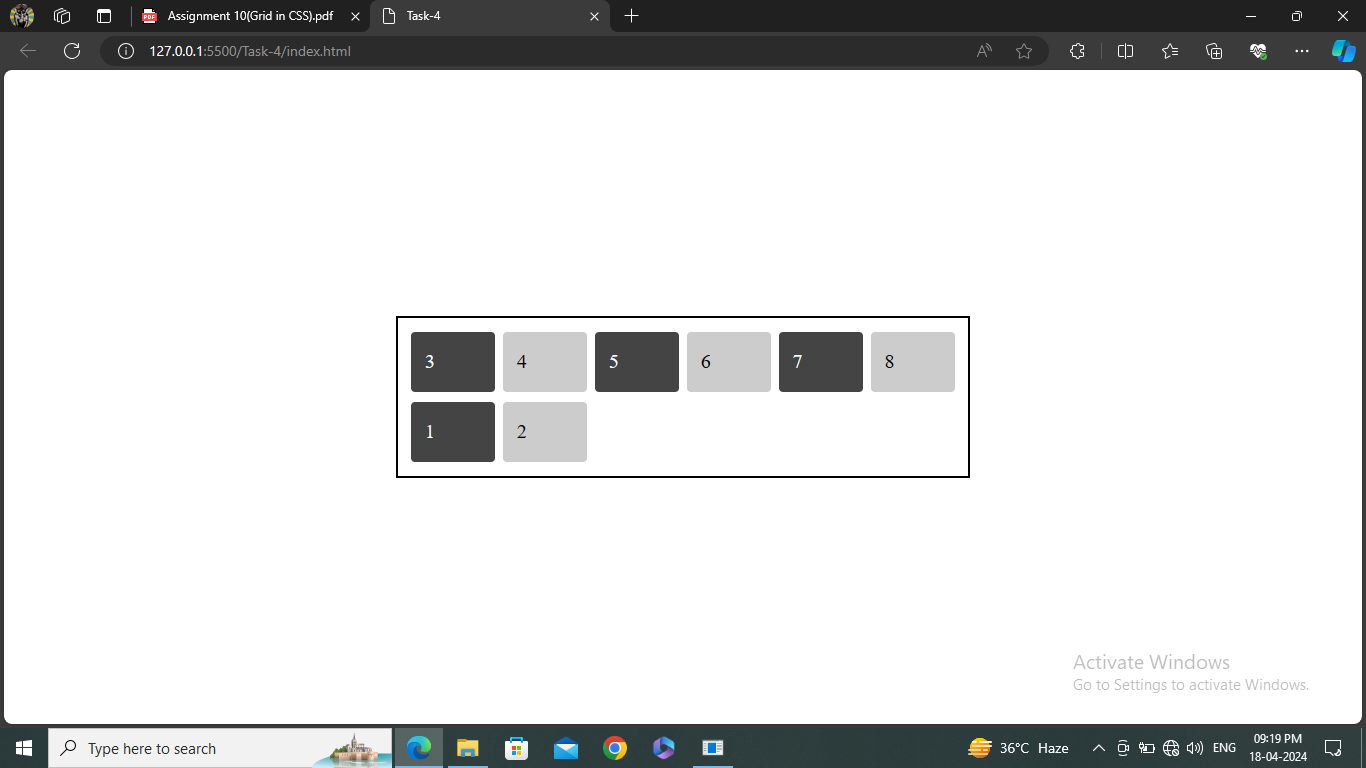 Assignment 10(Grid in CSS).pdf
Task-4
127.0.0.1:5500/Task-4/index.html
3 4 5 6 7 8
1 2
Activate Windows
Go to Settings to activate Windows.
Type here to search
36°C Haze
ENG
09:19 PM
18-04-2024